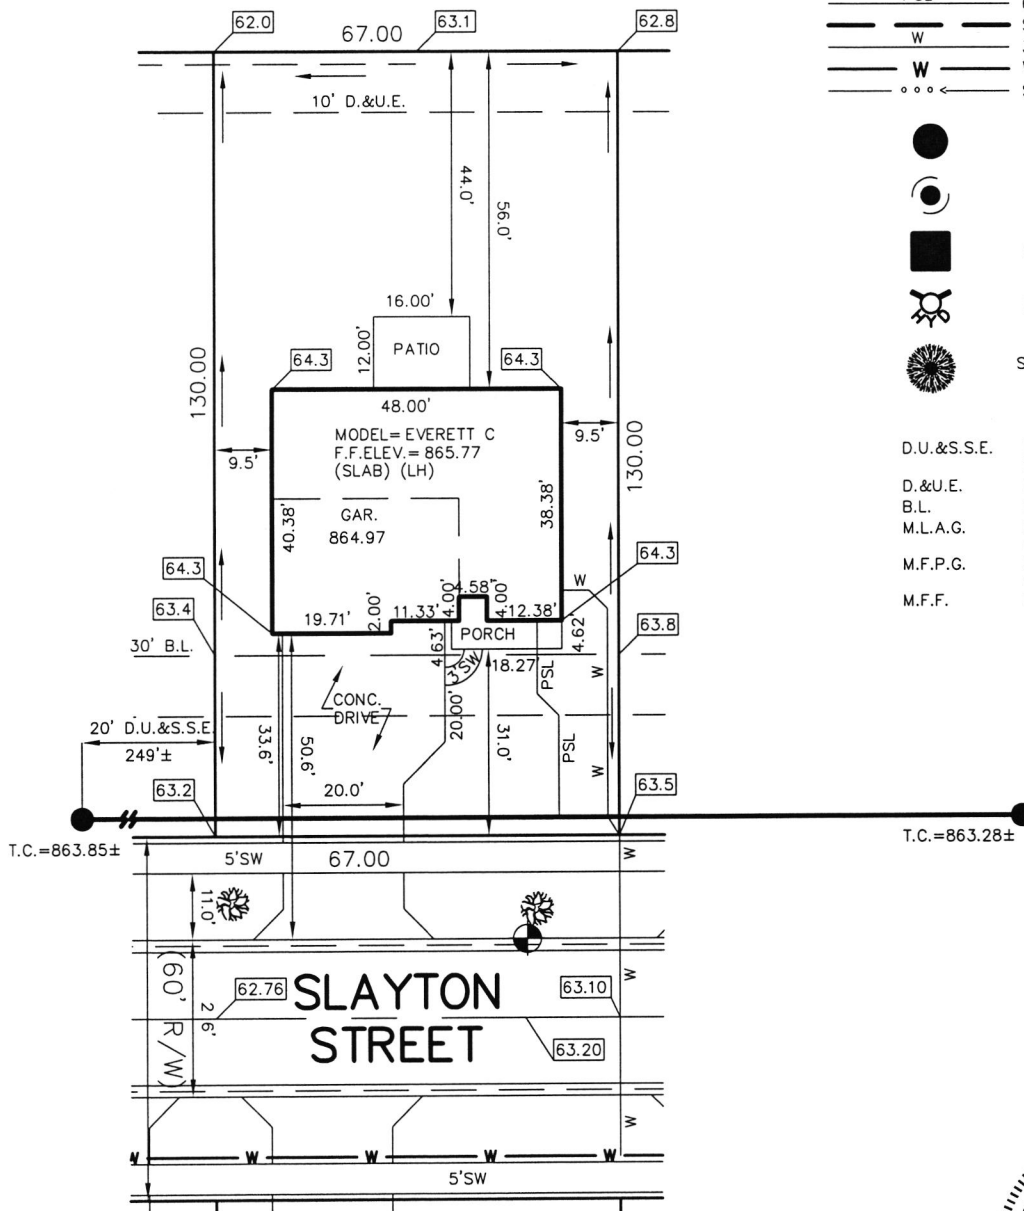 62.0
63.1
62.8
67.00
W
W
10' D.&U.E.
44.0'
56.0'
16.00'
12.00'
PATIO
64.3
64.3
130.00
48.00'
MODEL= EVERETT C
F.F.ELEV.= 865.77
(SLAB) (LH)
9.5'
9.5'
130.00
GAR.
864.97
40.38'
38.38'
HYD
S
D.U.&S.S.E.
D.&U.E.
B.L.
M.L.A.G.
M.F.P.G.
M.F.F.
64.3
64.3
63.4
63.8
W
19.71'
2.00'
11.33'
4.00'
4.58'
4.00'
12.38'
PORCH
4.63'
4.62'
30' B.L.
3'SW
18.27'
PSL
W
CONC.
DRIVE
20.00'
31.0'
PSL
W
20' D.U.&S.S.E.
249'±
33.6'
50.6'
20.0'
63.2
63.5
T.C.=863.85±
T.C.=863.28±
5'SW
67.00
W
11.0'
(60' R/W)
26'
62.76
SLAYTON
STREET
63.10
63.20
W
W
W
W
W
W
W
5'SW